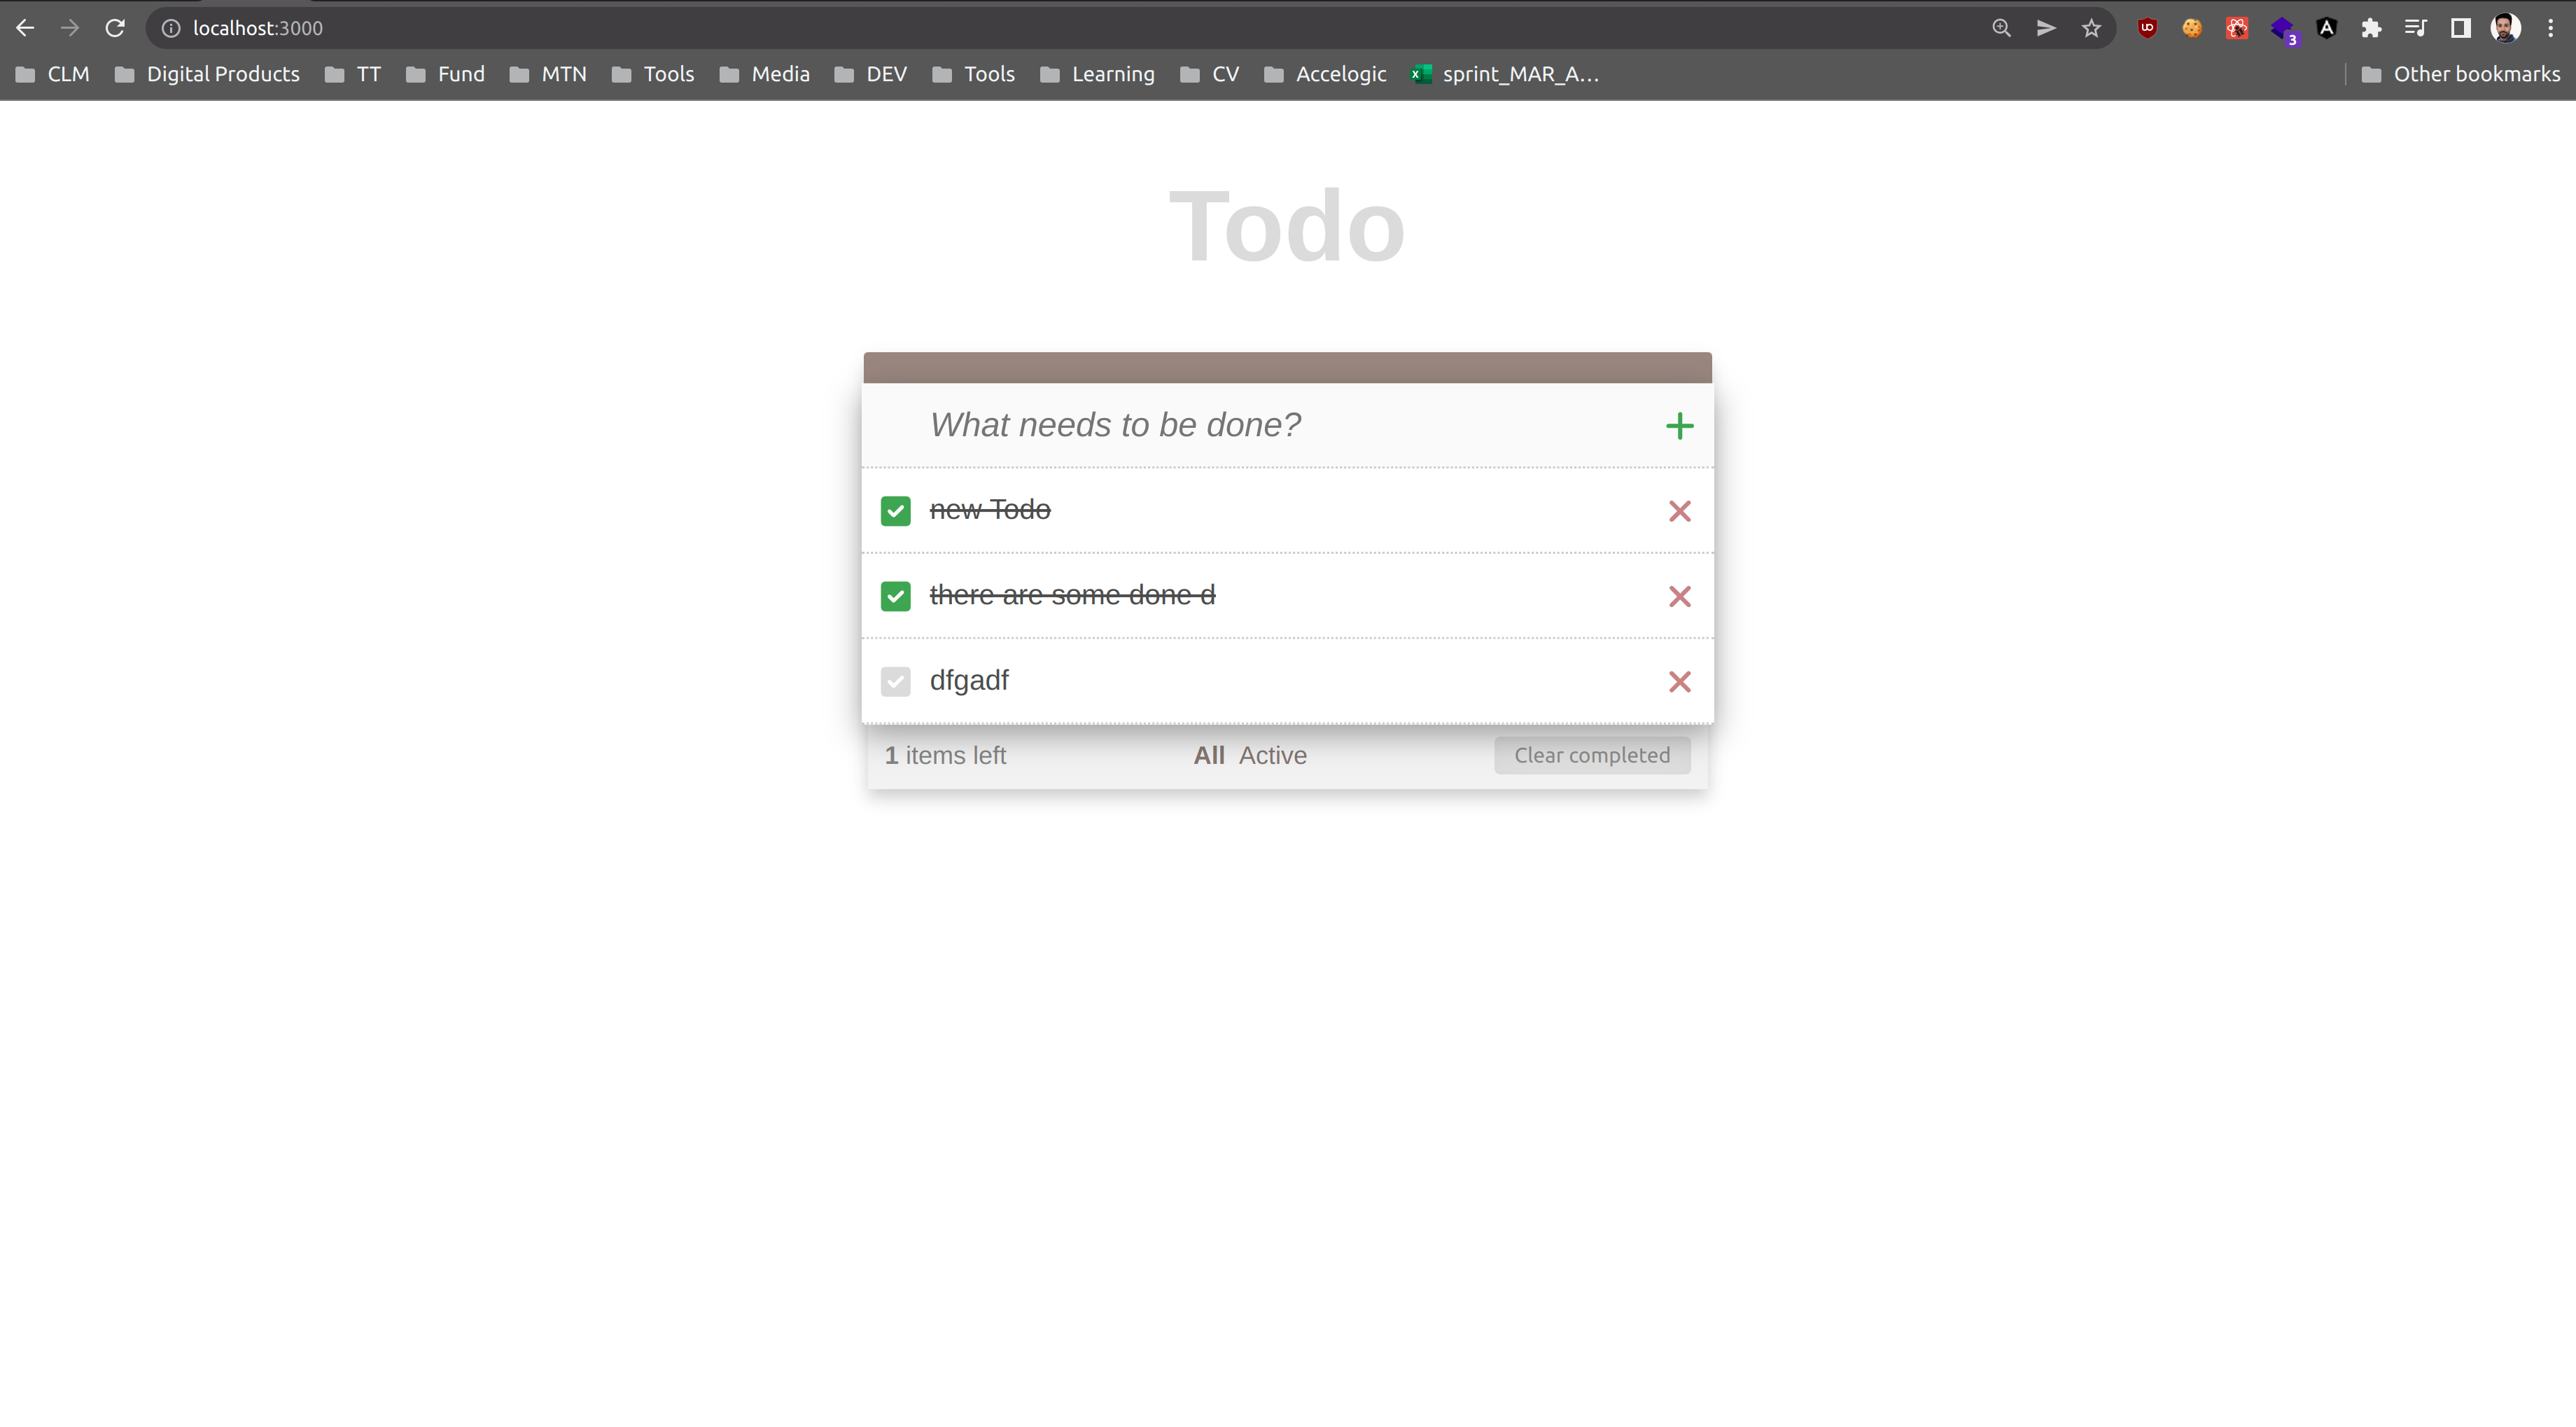 localhost:3000
3
CLM Digital Products TT Fund MTN Tools Media DEV Tools Learning CV Accelogic sprint_MAR_A... Other bookmarks
Todo
What needs to be done?
new Todo
there are some done d
dfgadf
1 items left All Active Clear completed